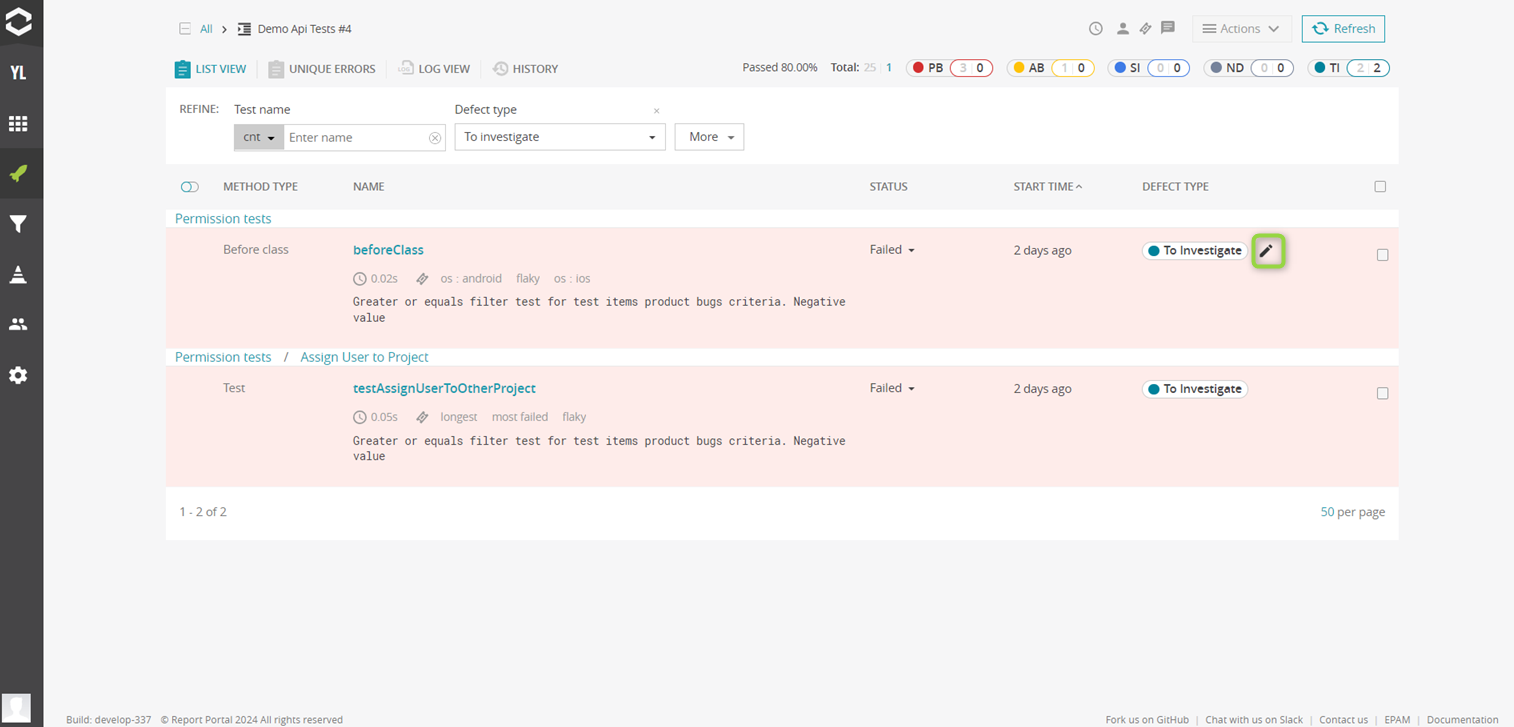 All > Demo Api Tests #4
Actions
Refresh
YL
LIST VIEW
UNIQUE ERRORS
LOG VIEW
HISTORY
Passed 80.00% Total: 25 | 1
PB 3 | 0
AB 1 | 0
SI 0 | 0
ND 0 | 0
TI 2 | 2
REFINE: Test name
Defect type ×
cnt Enter name
To investigate
More
METHOD TYPE NAME STATUS START TIME DEFECT TYPE
Permission tests
Before class beforeClass Failed 2 days ago To Investigate
0.02s os : android flaky os : ios
Greater or equals filter test for test items product bugs criteria. Negative
value
Permission tests / Assign User to Project
Test testAssignUserToOtherProject Failed 2 days ago To Investigate
0.05s longest most failed flaky
Greater or equals filter test for test items product bugs criteria. Negative
value
1 - 2 of 2 50 per page
Build: develop-337 © Report Portal 2024 All rights reserved Fork us on GitHub | Chat with us on Slack | Contact us | EPAM | Documentation